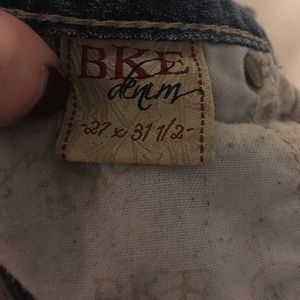 BKE
denim
-27 x 31 1/2-